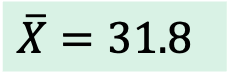 X̄ = 31.8